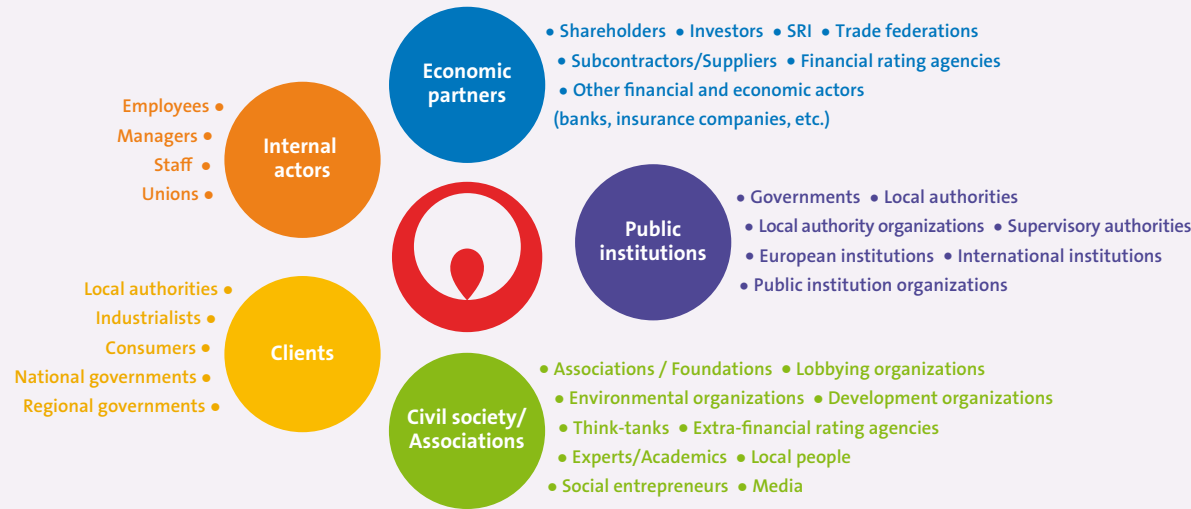 Economic
partners
• Shareholders • Investors • SRI • Trade federations
• Subcontractors/Suppliers • Financial rating agencies
• Other financial and economic actors
(banks, insurance companies, etc.)
Employees •
Managers •
Staff •
Unions •
Internal
actors
Public
institutions
• Governments • Local authorities
• Local authority organizations • Supervisory authorities
• European institutions • International institutions
• Public institution organizations
Local authorities •
Industrialists •
Consumers •
National governments •
Regional governments •
Clients
Civil society/
Associations
• Associations / Foundations • Lobbying organizations
• Environmental organizations • Development organizations
• Think-tanks • Extra-financial rating agencies
• Experts/Academics • Local people
• Social entrepreneurs • Media